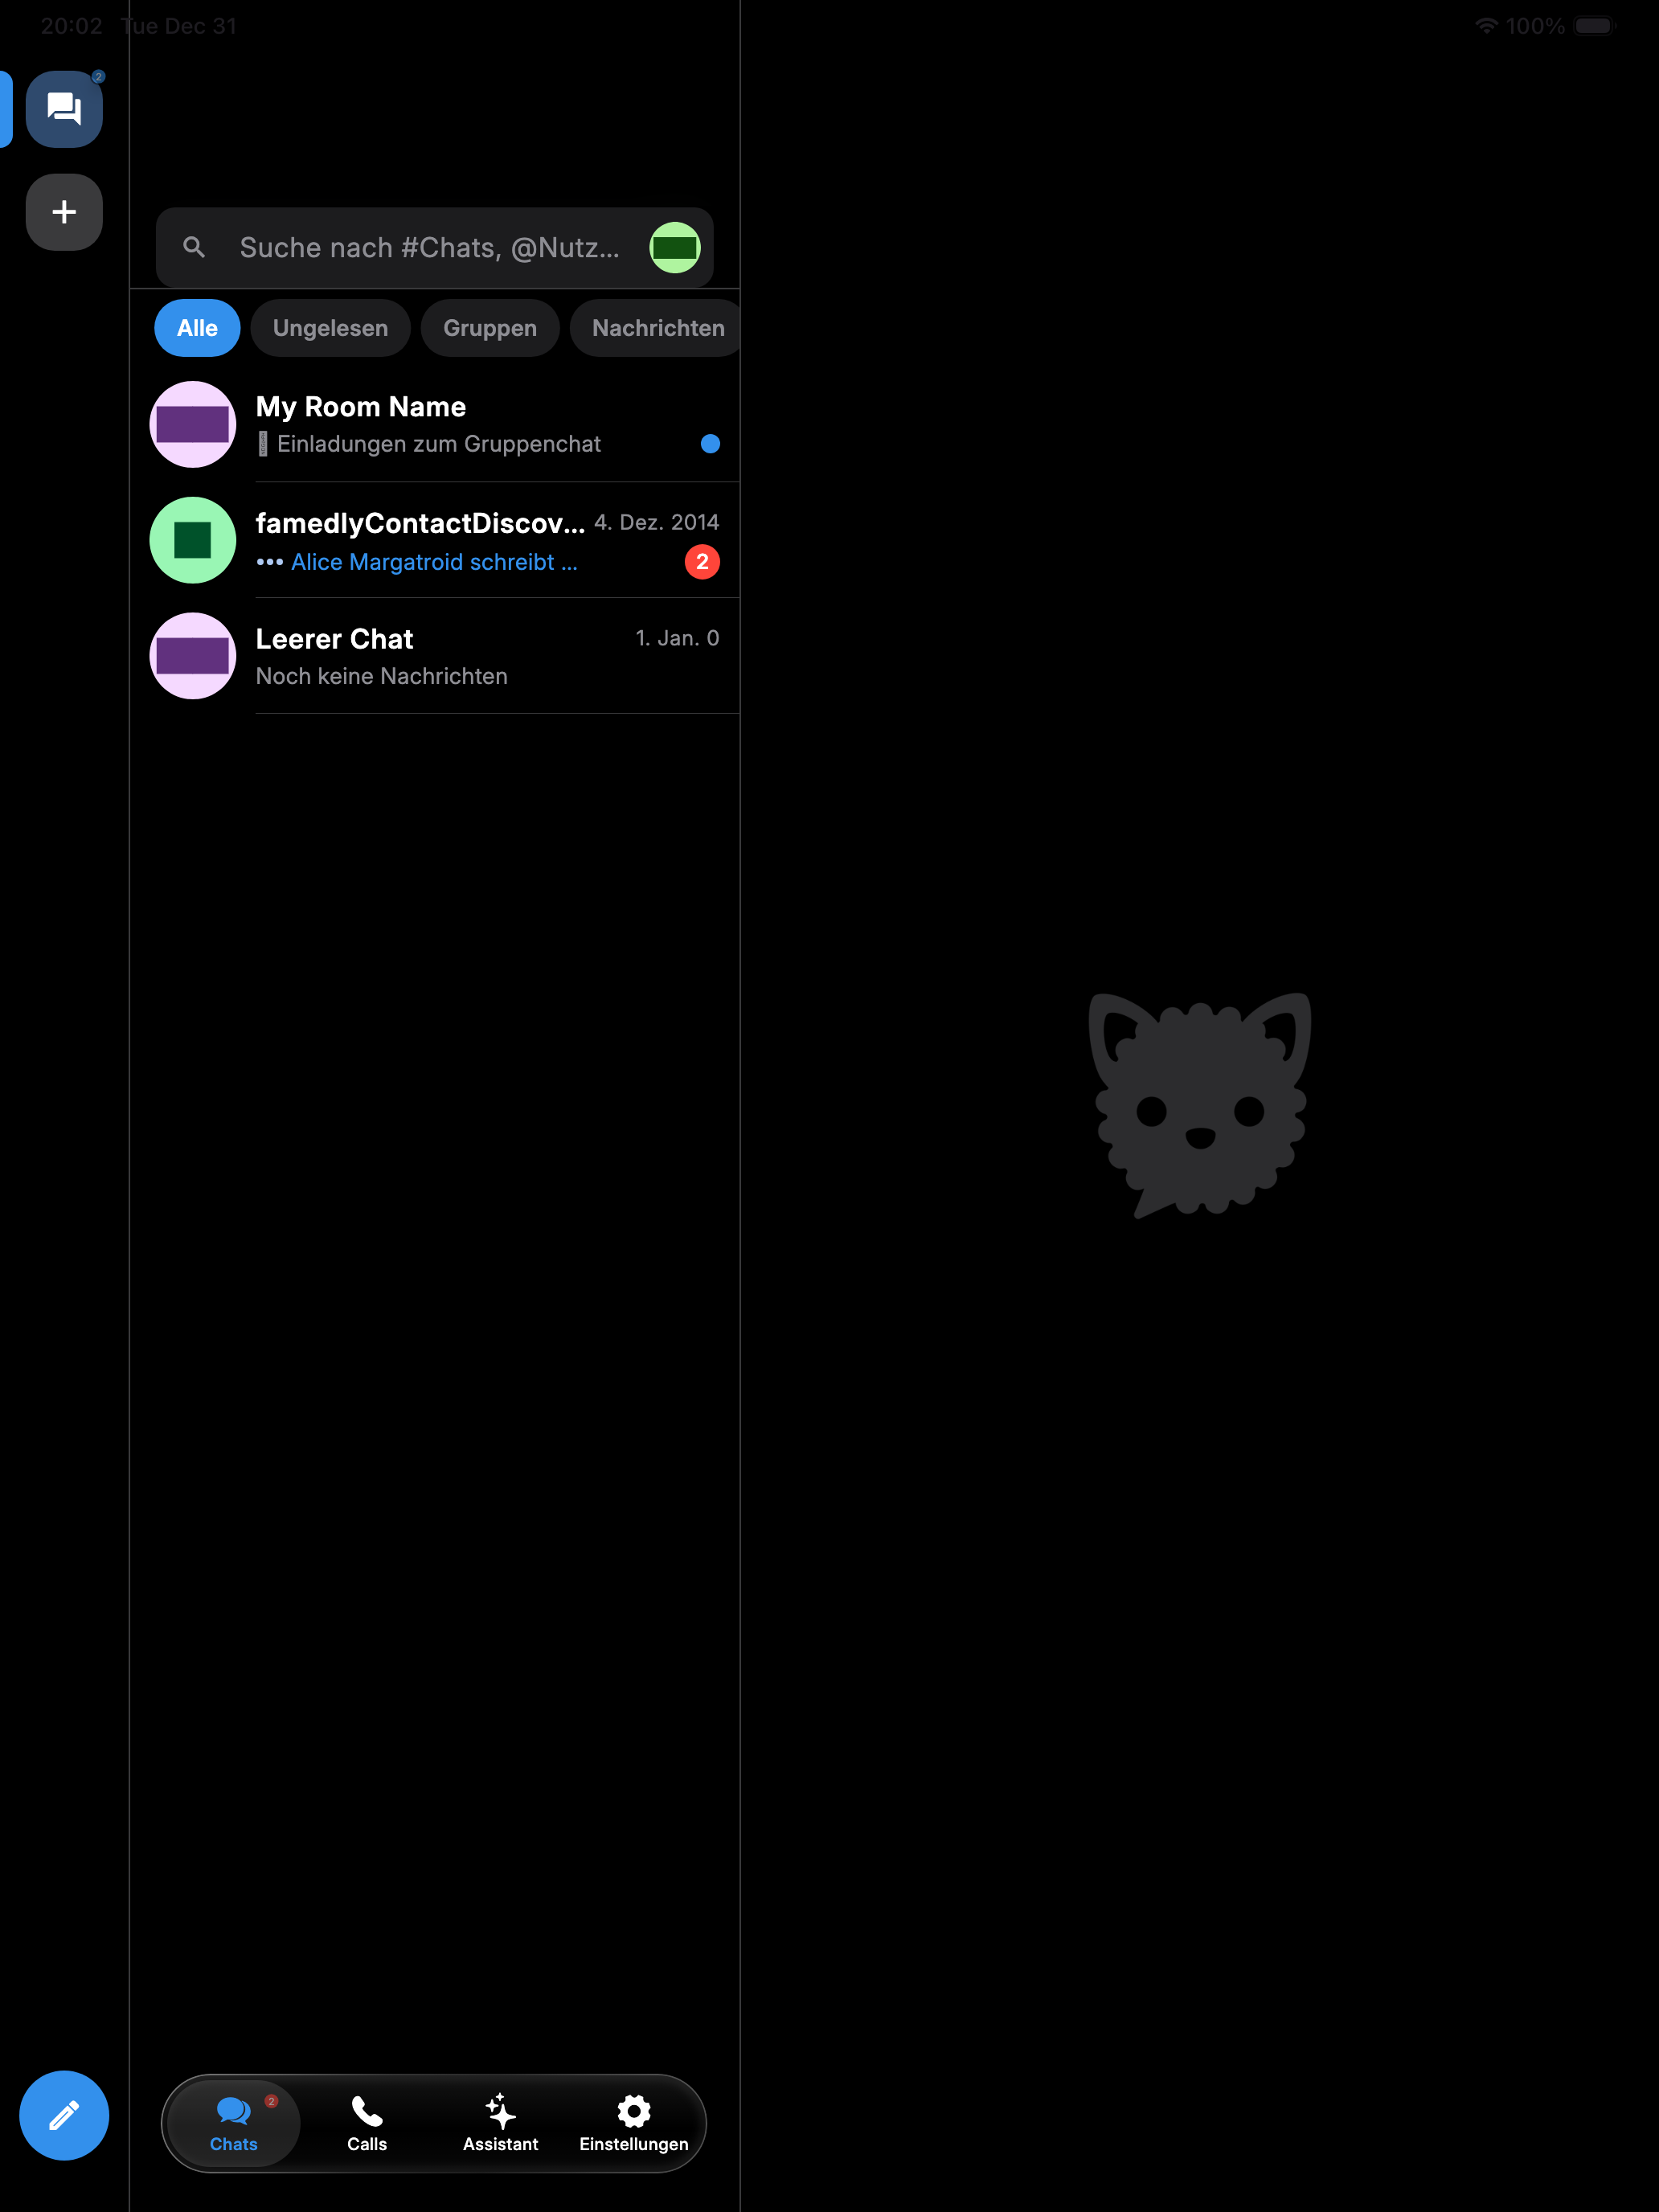 20:02 Tue Dec 31
100%
2
Suche nach #Chats, @Nutz...
Alle Ungelesen Gruppen Nachrichten
My Room Name
Einladungen zum Gruppenchat
famedlyContactDiscov... 4. Dez. 2014
Alice Margatroid schreibt ...
2
Leerer Chat 1. Jan. 0
Noch keine Nachrichten
2
Chats Calls Assistant Einstellungen